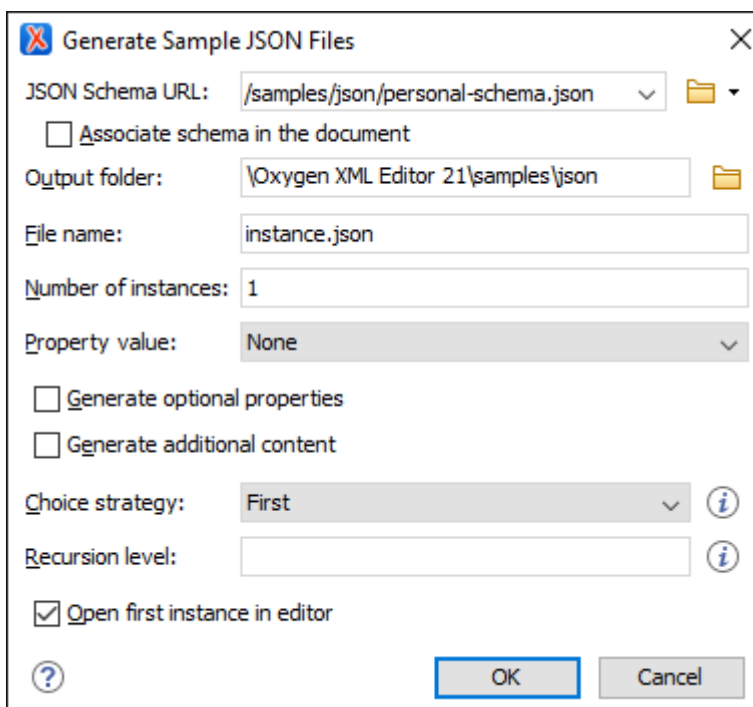 Generate Sample JSON Files
JSON Schema URL: /samples/json/personal-schema.json
Associate schema in the document
Output folder: \Oxygen XML Editor 21\samples\json
File name: instance.json
Number of instances: 1
Property value: None
Generate optional properties
Generate additional content
Choice strategy: First
Recursion level:
Open first instance in editor
OK Cancel